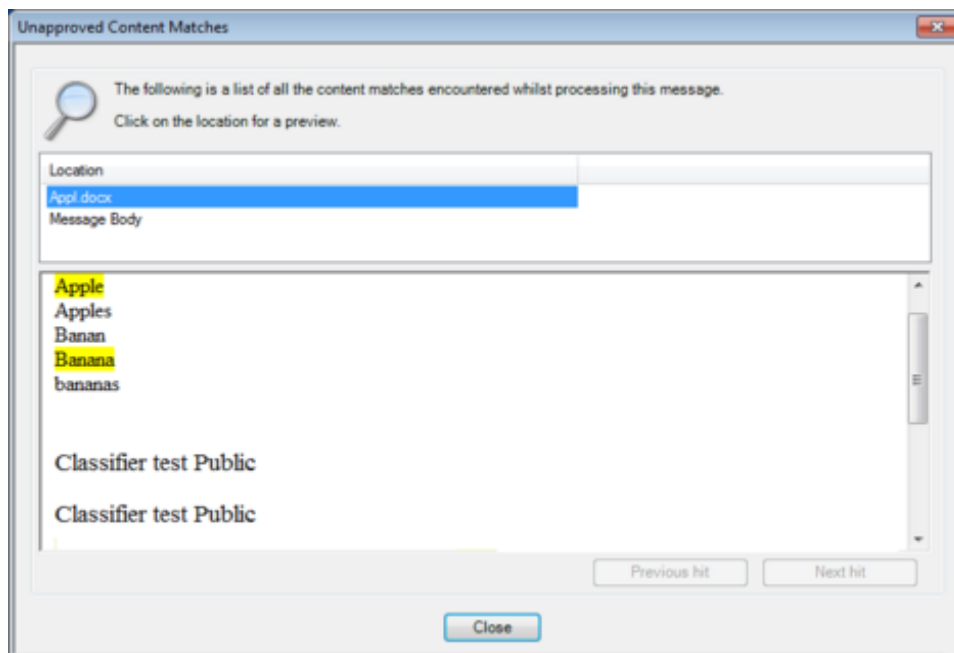 Unapproved Content Matches
The following is a list of all the content matches encountered whilst processing this message.
Click on the location for a preview.
Location
Appl.docx
Message Body
Apple
Apples
Banan
Banana
bananas
Classifier test Public
Classifier test Public
Previous hit
Next hit
Close